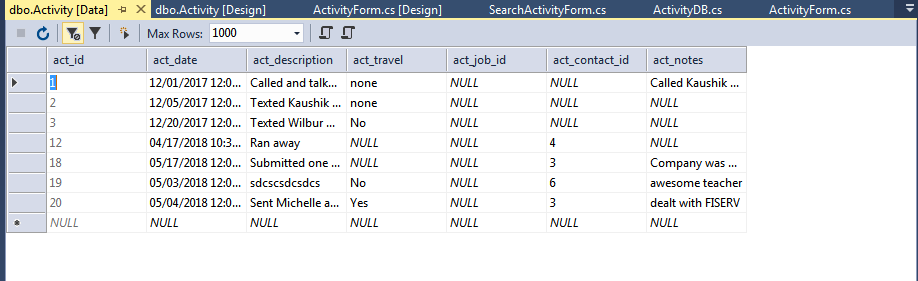 dbo.Activity [Data] dbo.Activity [Design] ActivityForm.cs [Design] SearchActivityForm.cs ActivityDB.cs ActivityForm.cs
Max Rows: 1000
act_id act_date act_description act_travel act_job_id act_contact_id act_notes
1 12/01/2017 12:0... Called and talk... none NULL NULL Called Kaushik ...
2 12/05/2017 12:0... Texted Kaushik ... none NULL NULL NULL
3 12/20/2017 12:0... Texted Wilbur ... No NULL NULL NULL
12 04/17/2018 10:3... Ran away NULL NULL 4 NULL
18 05/17/2018 12:0... Submitted one ... NULL NULL 3 Company was ...
19 05/03/2018 12:0... sdcscsdcsdcs No NULL 6 awesome teacher
20 05/04/2018 12:0... Sent Michelle a... Yes NULL 3 dealt with FISERV
NULL NULL NULL NULL NULL NULL NULL